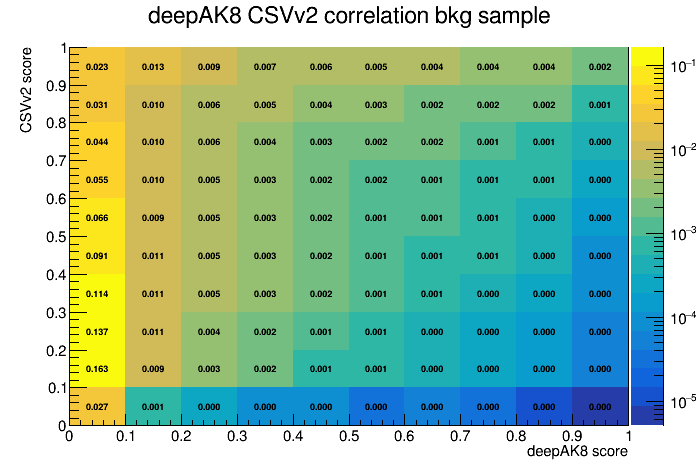 deepAK8 CSVv2 correlation bkg sample
CSVv2 score
1
0.9
0.8
0.7
0.6
0.5
0.4
0.3
0.2
0.1
0
0.023 0.013 0.009 0.007 0.006 0.005 0.004 0.004 0.004 0.002
0.031 0.010 0.006 0.005 0.004 0.003 0.002 0.002 0.002 0.001
0.044 0.010 0.006 0.004 0.003 0.002 0.002 0.001 0.001 0.000
0.055 0.010 0.005 0.003 0.002 0.002 0.001 0.001 0.001 0.000
0.066 0.009 0.005 0.003 0.002 0.001 0.001 0.001 0.000 0.000
0.091 0.011 0.005 0.003 0.002 0.001 0.001 0.000 0.000 0.000
0.114 0.011 0.005 0.003 0.002 0.001 0.001 0.000 0.000 0.000
0.137 0.011 0.004 0.002 0.001 0.001 0.000 0.000 0.000 0.000
0.163 0.009 0.003 0.002 0.001 0.001 0.000 0.000 0.000 0.000
0.027 0.001 0.000 0.000 0.000 0.000 0.000 0.000 0.000 0.000
0 0.1 0.2 0.3 0.4 0.5 0.6 0.7 0.8 0.9 1
deepAK8 score
10⁻¹
10⁻²
10⁻³
10⁻⁴
10⁻⁵